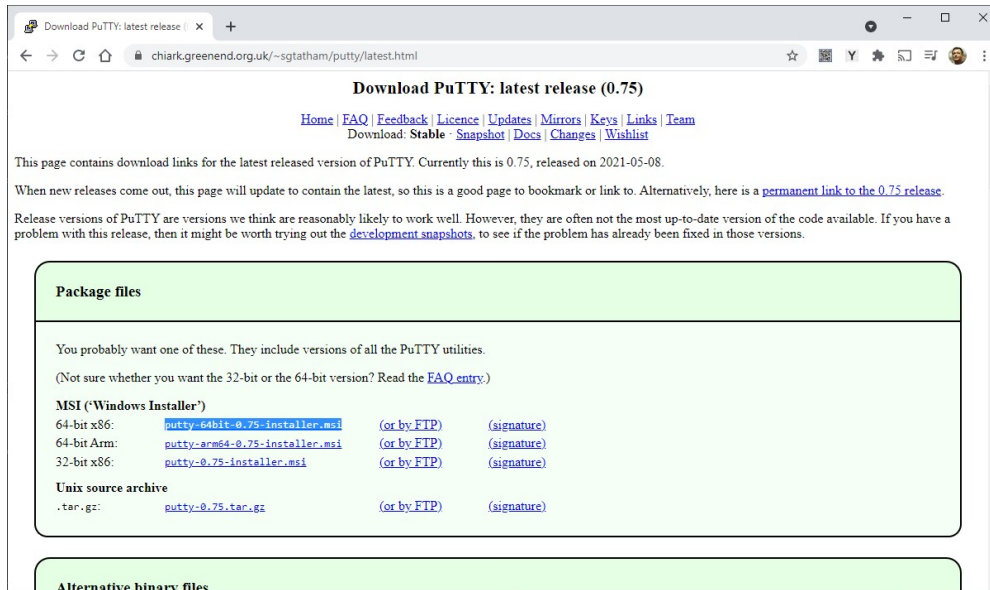 Download PuTTY: latest release (
chiark.greenend.org.uk/~sgtatham/putty/latest.html
Y
Download PuTTY: latest release (0.75)
Home | FAQ | Feedback | Licence | Updates | Mirrors | Keys | Links | Team
Download: Stable · Snapshot | Docs | Changes | Wishlist
This page contains download links for the latest released version of PuTTY. Currently this is 0.75, released on 2021-05-08.
When new releases come out, this page will update to contain the latest, so this is a good page to bookmark or link to. Alternatively, here is a permanent link to the 0.75 release.
Release versions of PuTTY are versions we think are reasonably likely to work well. However, they are often not the most up-to-date version of the code available. If you have a
problem with this release, then it might be worth trying out the development snapshots, to see if the problem has already been fixed in those versions.
Package files
You probably want one of these. They include versions of all the PuTTY utilities.
(Not sure whether you want the 32-bit or the 64-bit version? Read the FAQ entry.)
MSI (‘Windows Installer’)
64-bit x86: putty-64bit-0.75-installer.msi (or by FTP) (signature)
64-bit Arm: putty-arm64-0.75-installer.msi (or by FTP) (signature)
32-bit x86: putty-0.75-installer.msi (or by FTP) (signature)
Unix source archive
.tar.gz: putty-0.75.tar.gz (or by FTP) (signature)
Alternative binary files